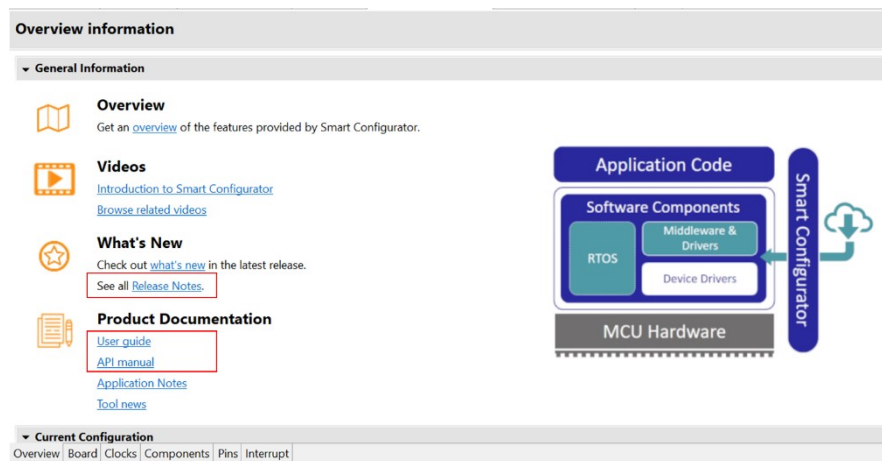 Overview information
General Information
Overview
Get an overview of the features provided by Smart Configurator.
Videos
Introduction to Smart Configurator
Browse related videos
What's New
Check out what's new in the latest release.
See all Release Notes.
Product Documentation
User guide
API manual
Application Notes
Tool news
Application Code
Software Components
RTOS
Middleware &
Drivers
Device Drivers
MCU Hardware
Smart Configurator
Current Configuration
Overview Board Clocks Components Pins Interrupt